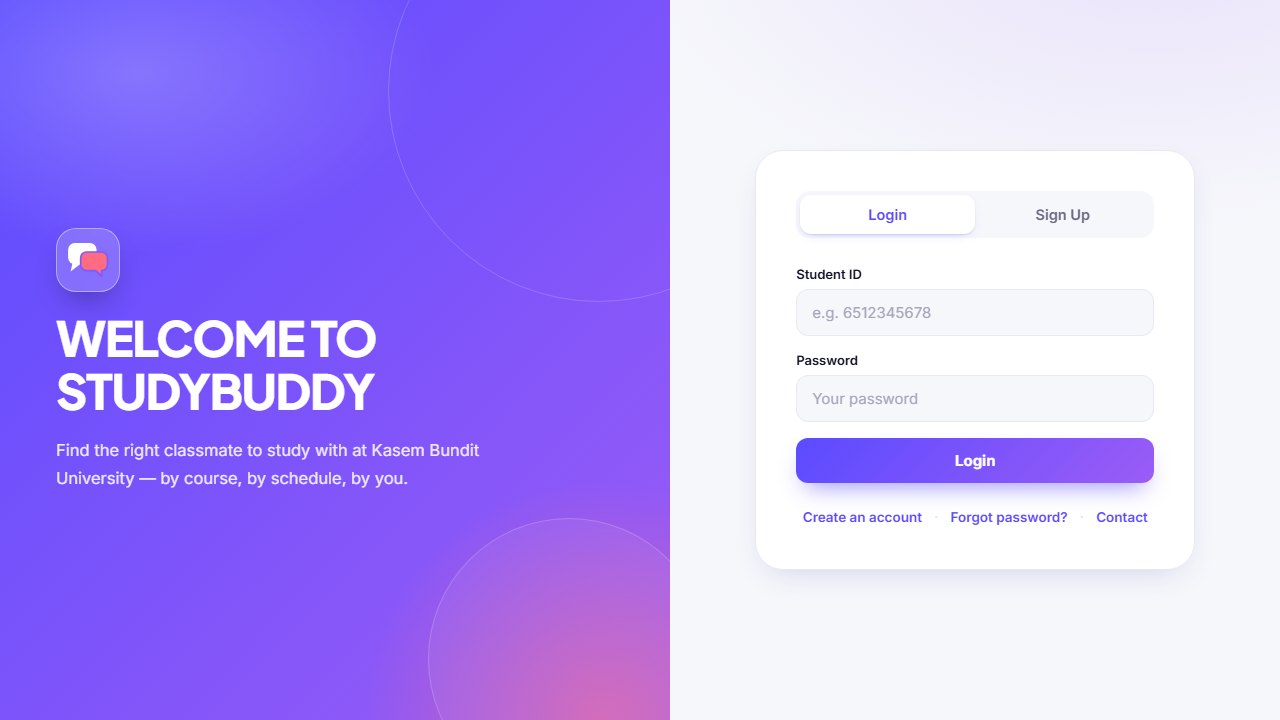 WELCOME TO
STUDYBUDDY
Find the right classmate to study with at Kasem Bundit
University — by course, by schedule, by you.
Login
Sign Up
Student ID
e.g. 6512345678
Password
Your password
Login
Create an account · Forgot password? · Contact